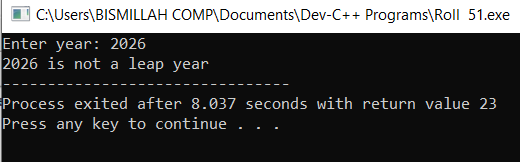 C:\Users\BISMILLAH COMP\Documents\Dev-C++ Programs\Roll  51.exe
Enter year: 2026
2026 is not a leap year
--------------------------------
Process exited after 8.037 seconds with return value 23
Press any key to continue . . .